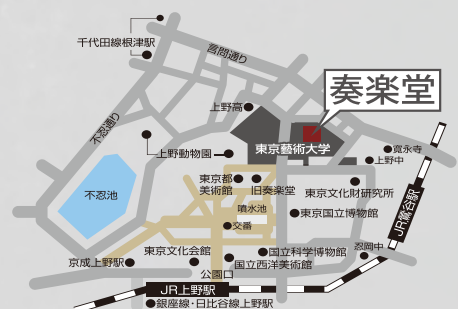 千代田線根津駅
言問通り
奏楽堂
不忍通り
上野高
東京藝術大学
寛永寺
上野中
上野動物園
東京都
美術館
旧奏楽堂
東京文化財研究所
不忍池
噴水池
東京国立博物館
JR鶯谷駅
交番
東京文化会館
国立科学博物館
忍岡中
京成上野駅
国立西洋美術館
公園口
JR上野駅
銀座線・日比谷線上野駅